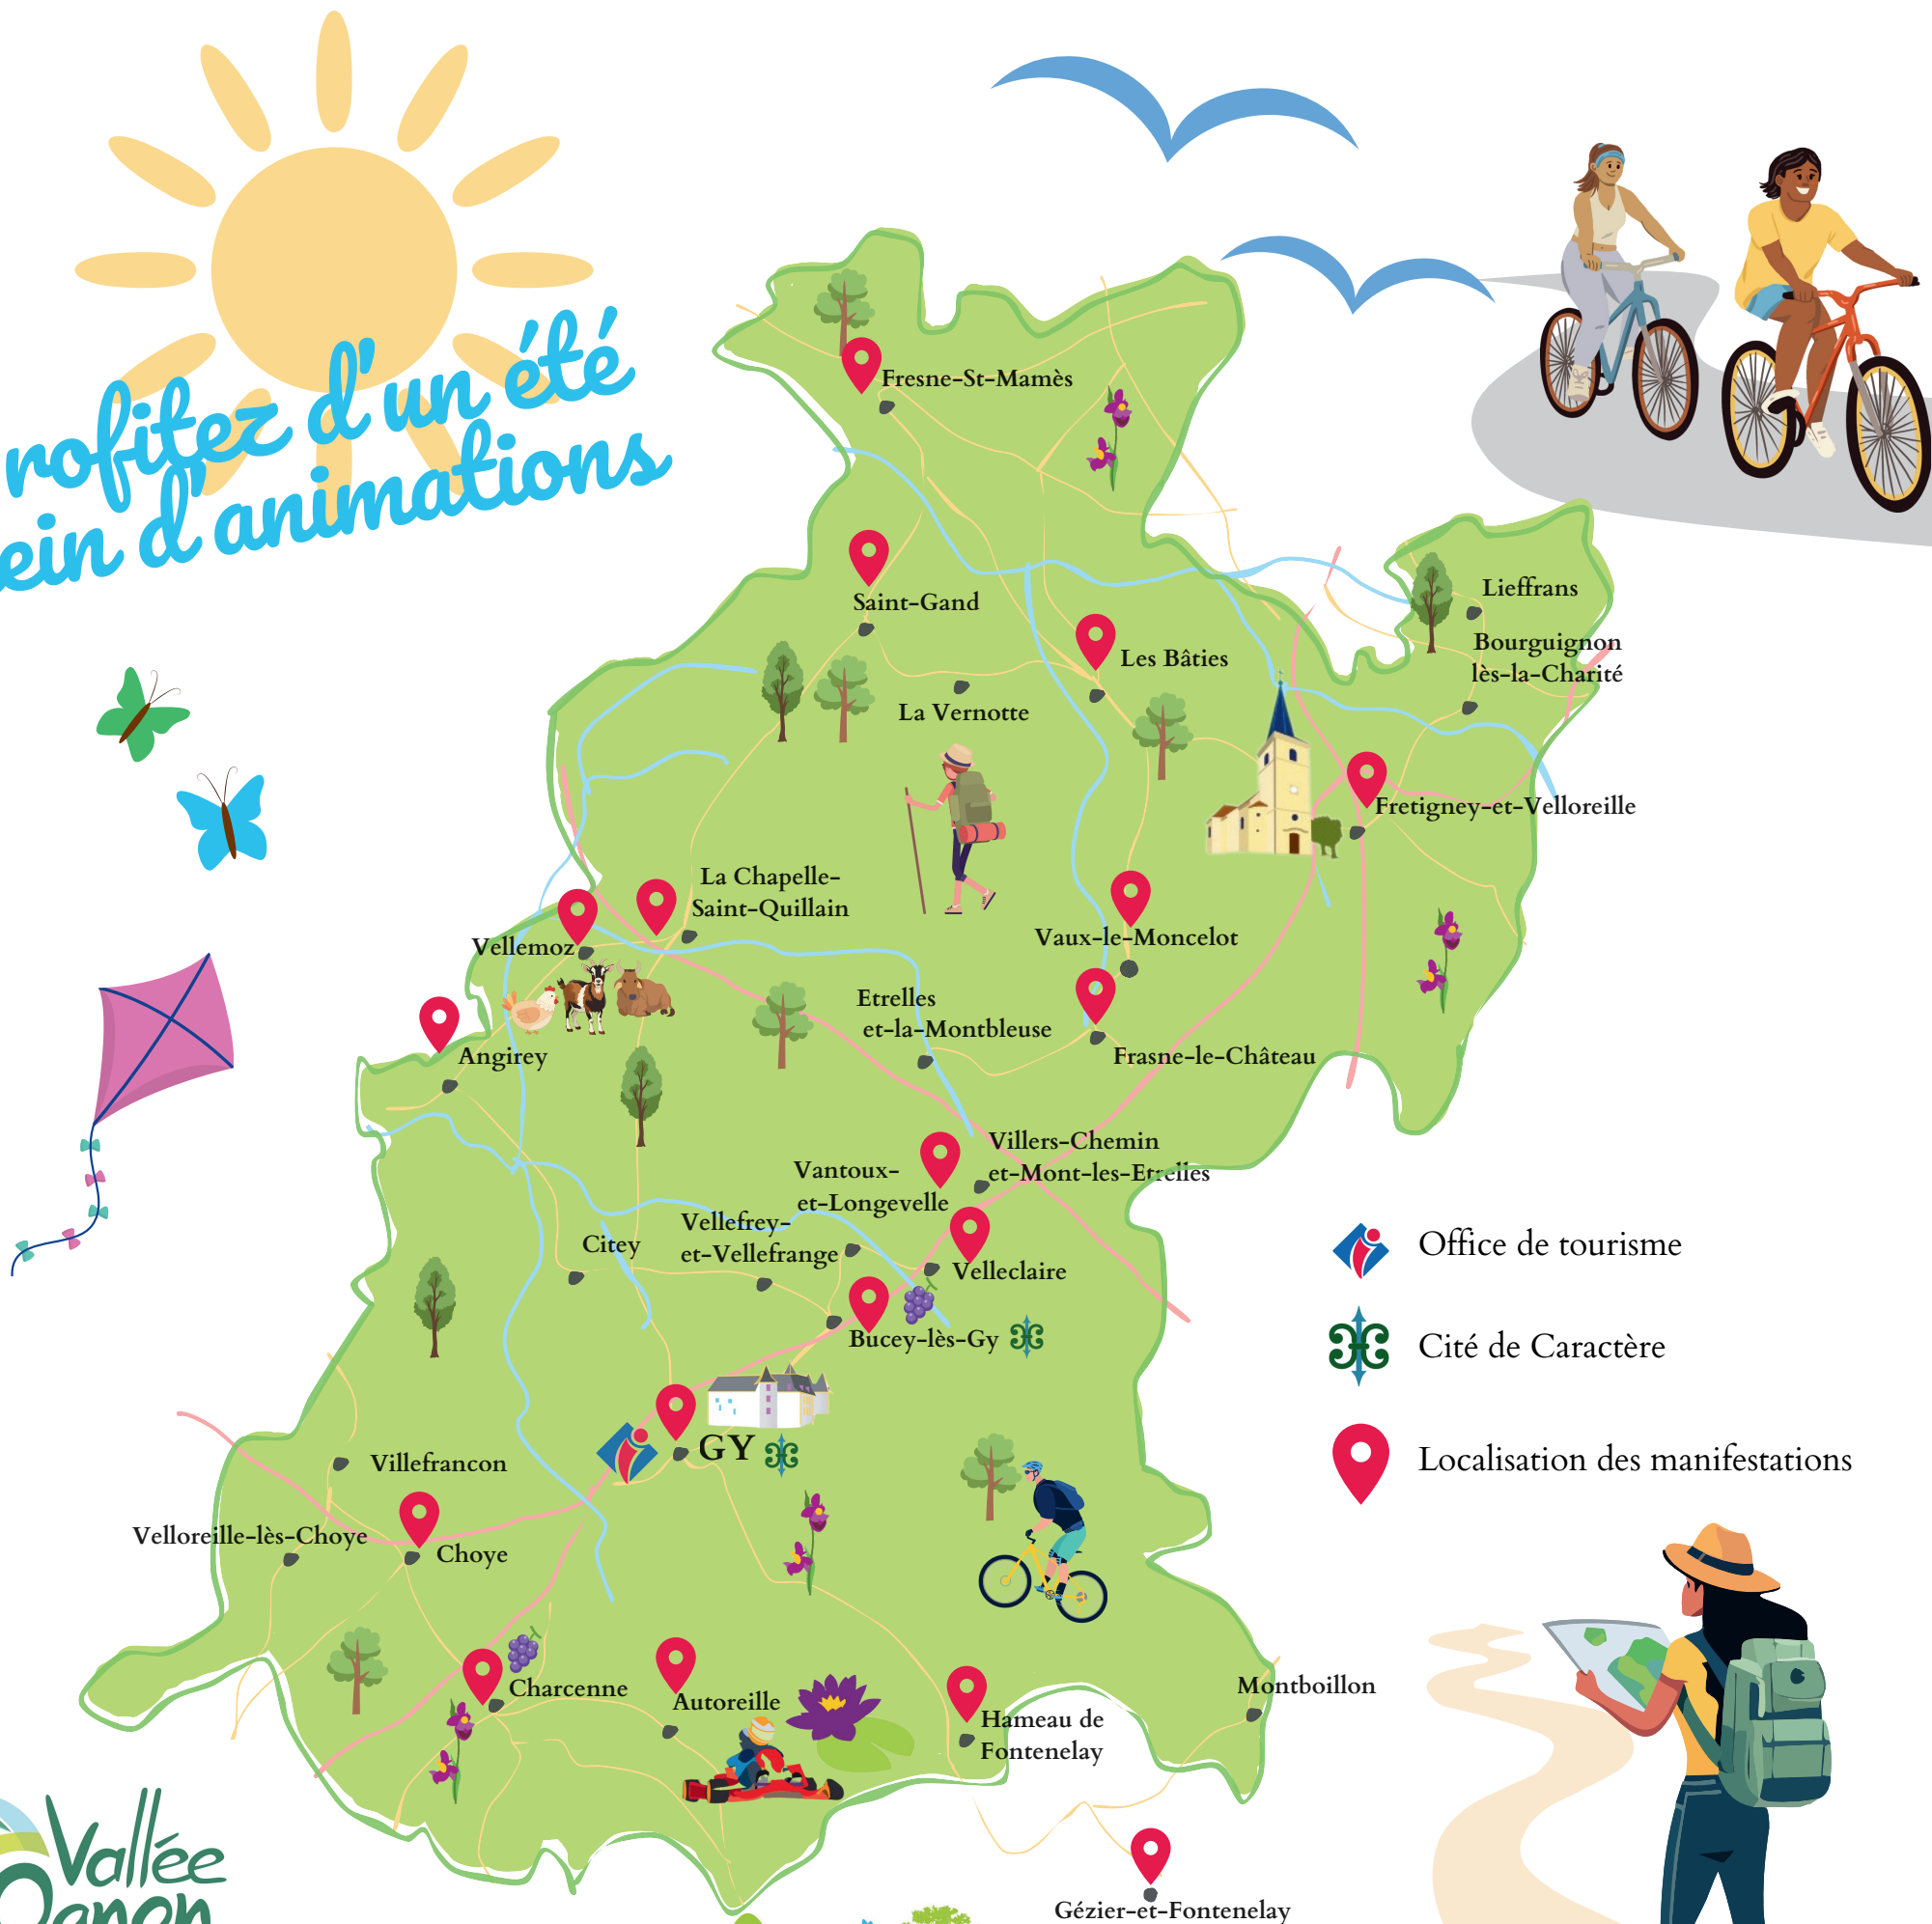 rofitez d'un été
ein d'animations
Fresne-St-Mamès
Saint-Gand
Lieffrans
Bourguignon
lès-la-Charité
Les Bâties
La Vernotte
Fretigney-et-Velloreille
La Chapelle-
Saint-Quillain
Vellemoz
Vaux-le-Moncelot
Etrelles
et-la-Montbleuse
Angirey
Frasne-le-Château
Villers-Chemin
et-Mont-les-Etrelles
Vantoux-
et-Longevelle
Vellefrey-
et-Vellefrange
Citey
Velleclaire
Bucey-lès-Gy
GY
Office de tourisme
Cité de Caractère
Localisation des manifestations
Villefrancon
Velloreille-lès-Choye
Choye
Charcenne
Autoreille
Hameau de
Fontenelay
Montboillon
Gézier-et-Fontenelay
Vallée